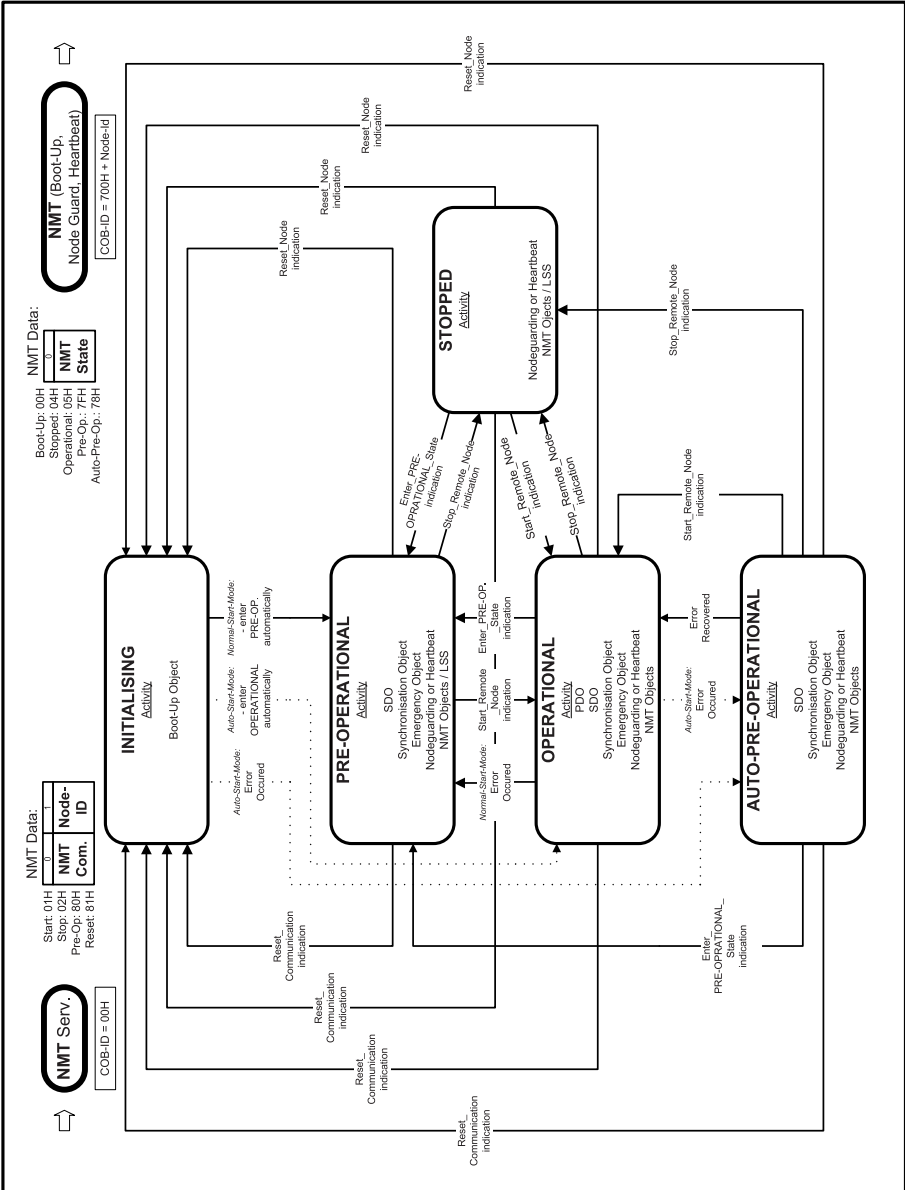 NMT Serv.
COB-ID = 00H
NMT Data:
Start: 01H
Stop: 02H
Pre-Op: 80H
Reset: 81H
0
1
NMT
Com.
Node-
ID
NMT Data:
Boot-Up: 00H
Stopped: 04H
Operational: 05H
Pre-Op.: 7FH
Auto-Pre-Op.: 78H
0
NMT
State
NMT (Boot-Up,
Node Guard, Heartbeat)
COB-ID = 700H + Node-Id
INITIALISING
Activity
Boot-Up Object
Auto-Start-Mode:
Error
Occured
Auto-Start-Mode:
- enter
OPERATIONAL
automatically
Normal-Start-Mode:
- enter
PRE-OP.
automatically
Reset_
Communication
indication
Reset_
Communication
indication
Reset_
Communication
indication
Reset_
Communication
indication
Reset_Node
indication
Reset_Node
indication
Reset_Node
indication
Reset_Node
indication
PRE-OPERATIONAL
Activity
SDO
Synchronisation Object
Emergency Object
Nodeguarding or Heartbeat
NMT Objects / LSS
Enter_PRE-
OPRATIONAL_State
indication
Stop_Remote_Node
indication
STOPPED
Activity
Nodeguarding or Heartbeat
NMT Ojects / LSS
Normal-Start-Mode:
Error
Occured
Start_Remote
_Node
indication
Enter_PRE-OP.
_State
indication
Start_Remote_Node
indication
Stop_Remote_Node
indication
OPERATIONAL
Activity
PDO
SDO
Synchronisation Object
Emergency Object
Nodeguarding or Heartbeat
NMT Objects
Enter_
PRE-OPRATIONAL_
State
indication
Auto-Start-Mode:
Error
Occured
Error
Recovered
Start_Remote_Node
indication
Stop_Remote_Node
indication
AUTO-PRE-OPERATIONAL
Activity
SDO
Synchronisation Object
Emergency Object
Nodeguarding or Heartbeat
NMT Objects